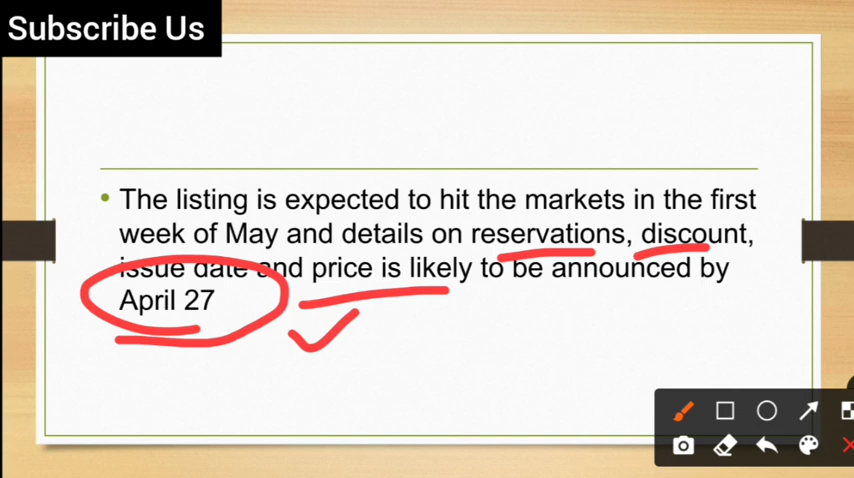 Subscribe Us
• The listing is expected to hit the markets in the first
week of May and details on reservations, discount,
issue date and price is likely to be announced by
April 27